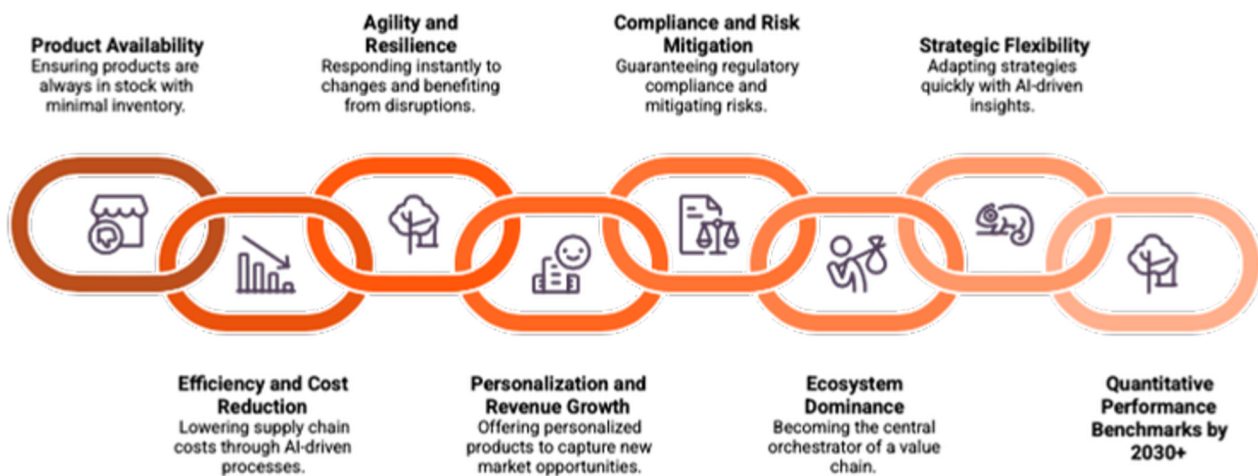 Product Availability
Ensuring products are
always in stock with
minimal inventory.
Agility and
Resilience
Responding instantly to
changes and benefiting
from disruptions.
Compliance and Risk
Mitigation
Guaranteeing regulatory
compliance and
mitigating risks.
Strategic Flexibility
Adapting strategies
quickly with AI-driven
insights.
Efficiency and Cost
Reduction
Lowering supply chain
costs through AI-driven
processes.
Personalization and
Revenue Growth
Offering personalized
products to capture new
market opportunities.
Ecosystem
Dominance
Becoming the central
orchestrator of a value
chain.
Quantitative
Performance
Benchmarks by
2030+